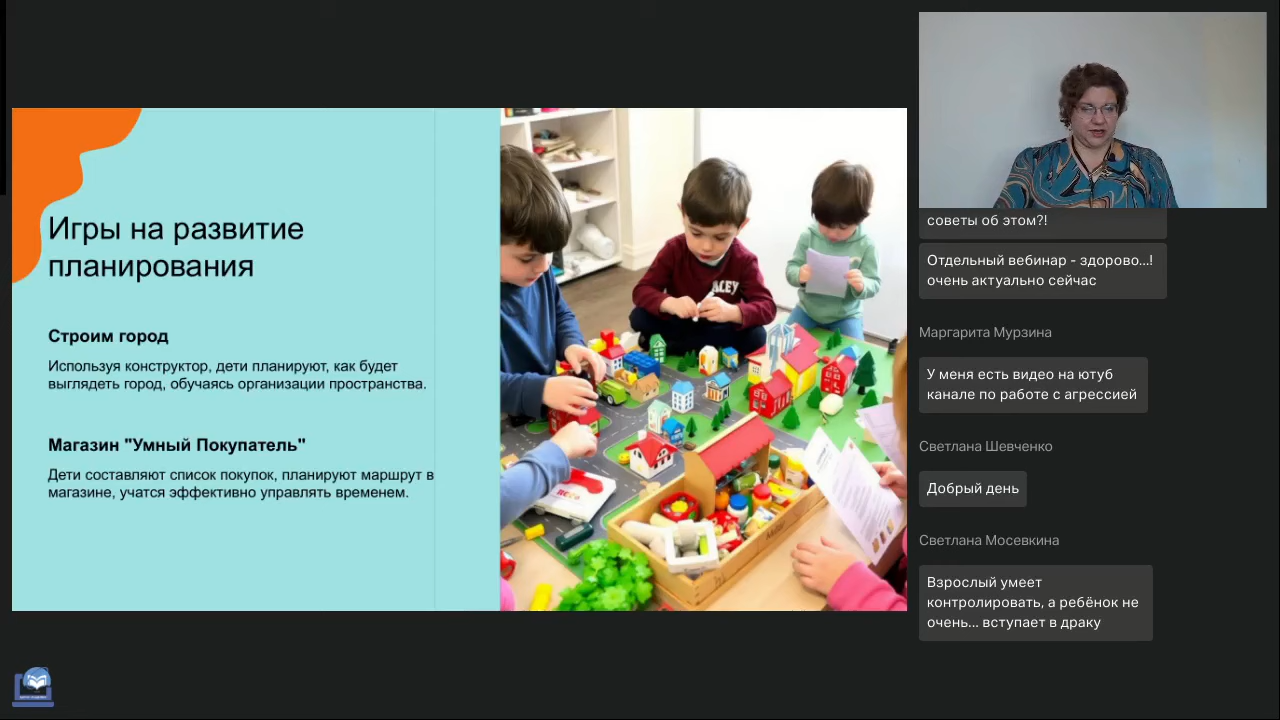 Игры на развитие
планирования
Строим город
Используя конструктор, дети планируют, как будет
выглядеть город, обучаясь организации пространства.
Магазин "Умный Покупатель"
Дети составляют список покупок, планируют маршрут в
магазине, учатся эффективно управлять временем.
советы об этом?!
Отдельный вебинар - здорово...!
очень актуально сейчас
Маргарита Мурзина
У меня есть видео на ютуб
канале по работе с агрессией
Светлана Шевченко
Добрый день
Светлана Мосевкина
Взрослый умеет
контролировать, а ребёнок не
очень... вступает в драку